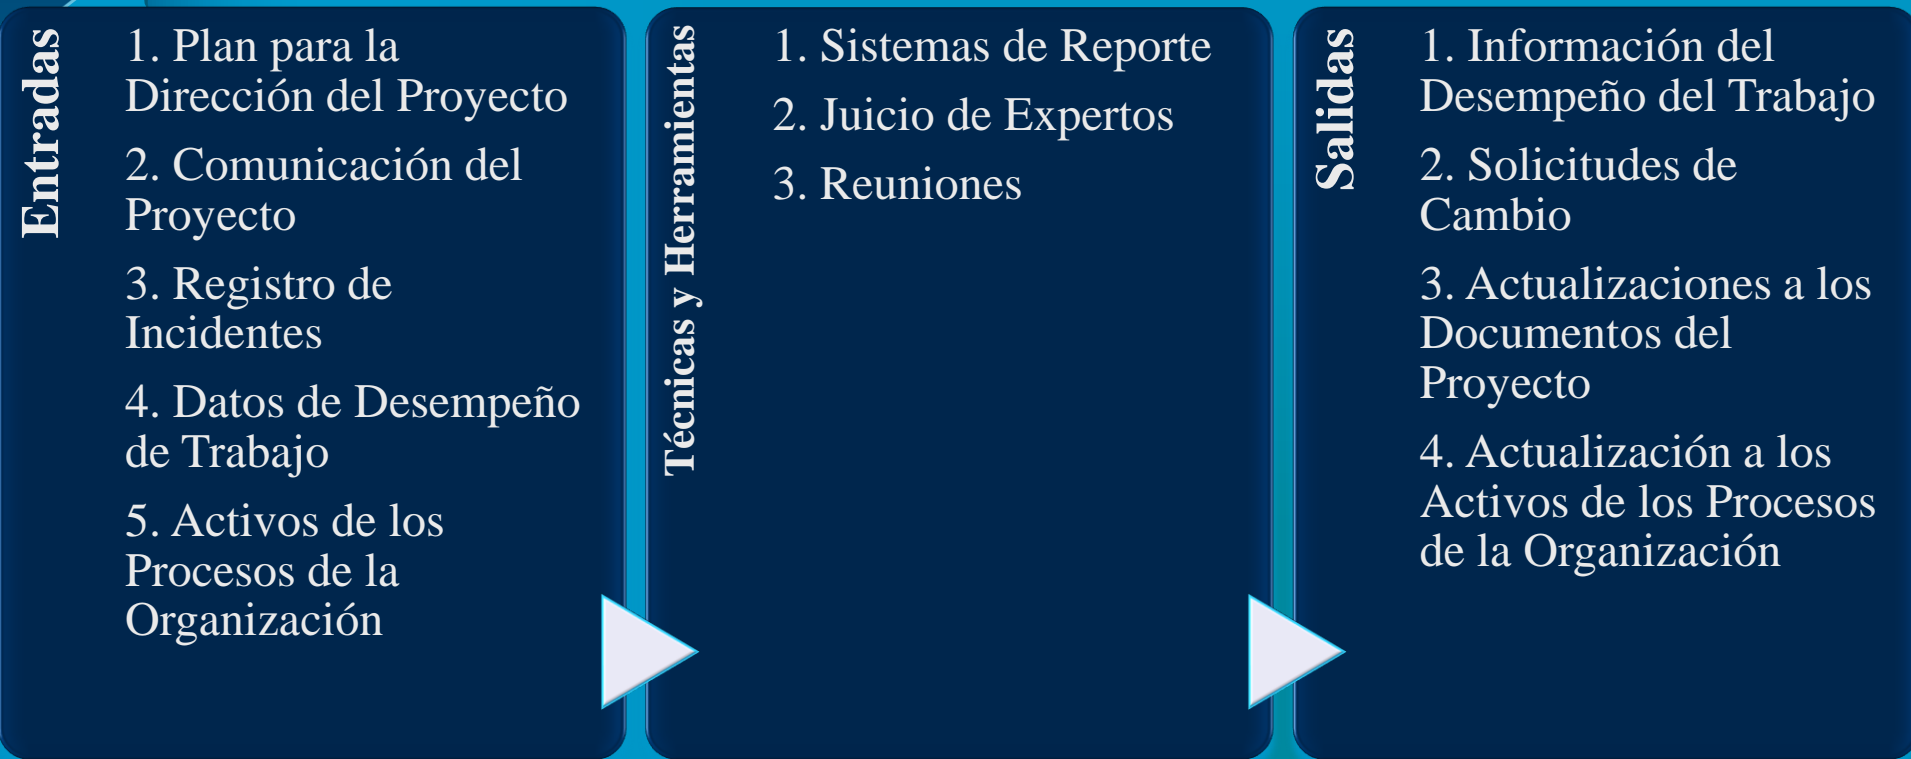 Entradas
1. Plan para la
Dirección del Proyecto
2. Comunicación del
Proyecto
3. Registro de
Incidentes
4. Datos de Desempeño
de Trabajo
5. Activos de los
Procesos de la
Organización
Técnicas y Herramientas
1. Sistemas de Reporte
2. Juicio de Expertos
3. Reuniones
Salidas
1. Información del
Desempeño del Trabajo
2. Solicitudes de
Cambio
3. Actualizaciones a los
Documentos del
Proyecto
4. Actualización a los
Activos de los Procesos
de la Organización